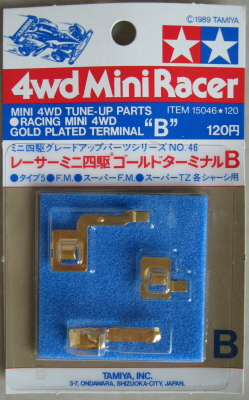 ©1989 TAMIYA
TAMIYA
4wd Mini Racer
MINI 4WD TUNE-UP PARTS
ITEM 15046★120
●RACING MINI 4WD
GOLD PLATED TERMINAL "B"
120円
ミニ四駆グレードアップパーツシリーズ NO.46
レーサーミニ四駆 ゴールドターミナルB
●タイプ5●F.M.●スーパーF.M.●スーパーTZ 各シャーシ用
B
B
TAMIYA, INC.
3-7, ONDAWARA, SHIZUOKA-CITY, JAPAN.